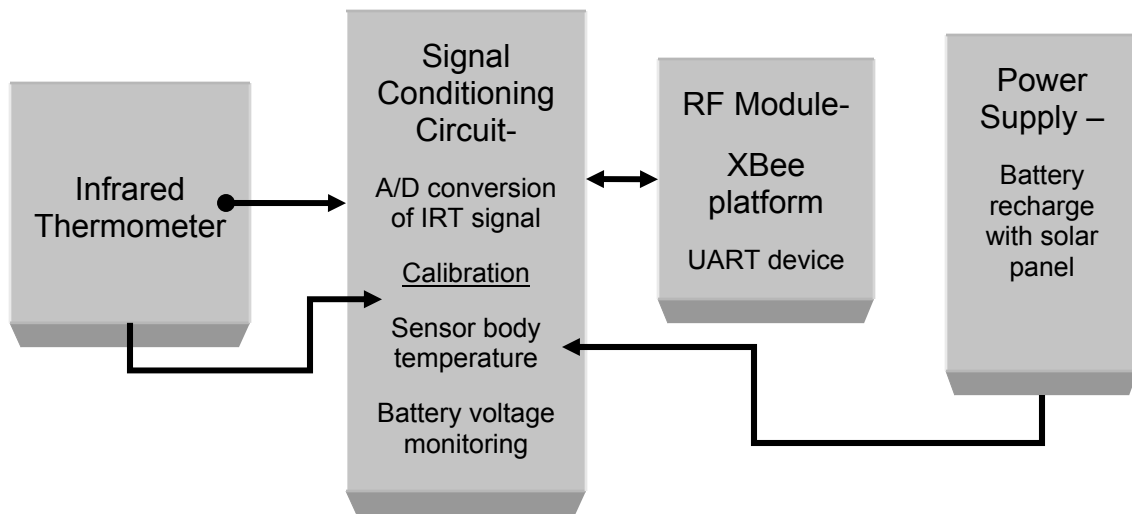 Infrared
Thermometer
Signal
Conditioning
Circuit-
A/D conversion
of IRT signal
Calibration
Sensor body
temperature
Battery voltage
monitoring
RF Module-
XBee
platform
UART device
Power
Supply –
Battery
recharge
with solar
panel